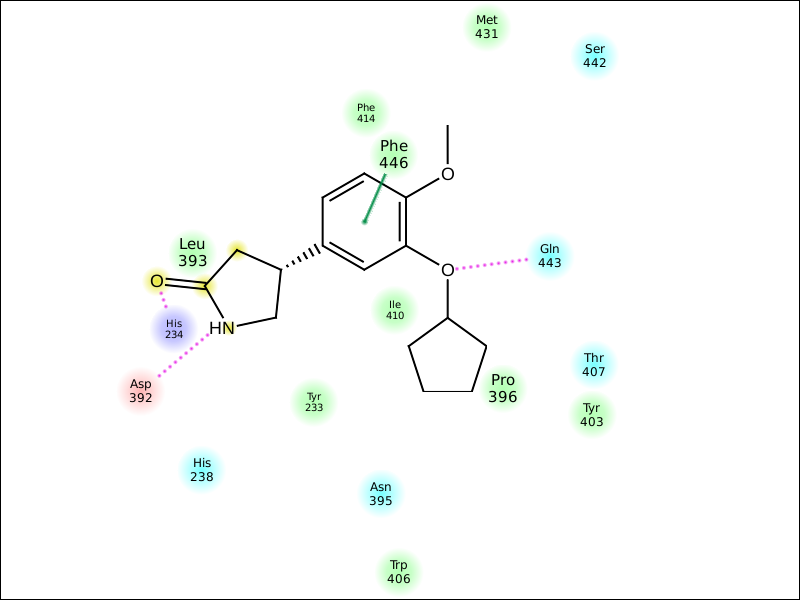 Met
431
Ser
442
Phe
414
Phe
446
O
Leu
393
Gln
443
O
O
Ile
410
His
234
HN
Thr
407
Asp
392
Pro
396
Tyr
233
Tyr
403
His
238
Asn
395
Trp
406